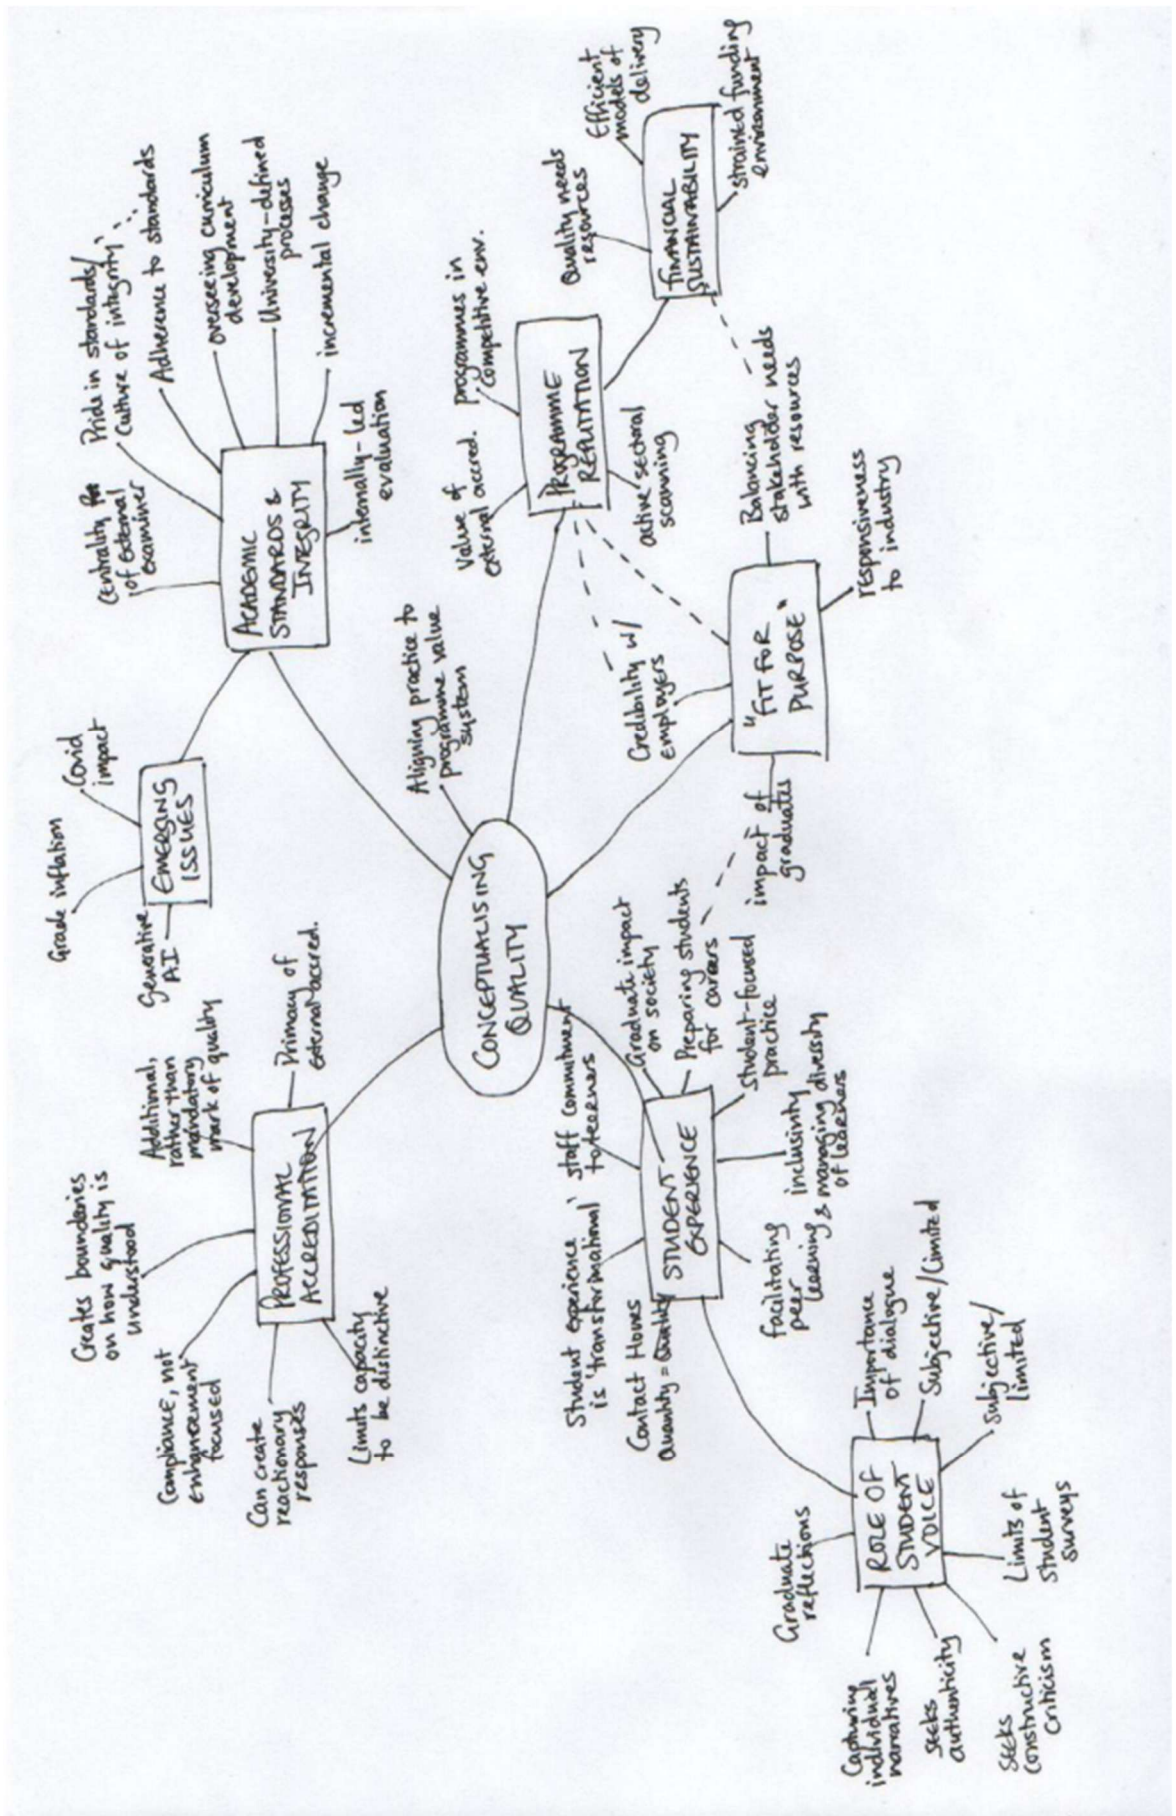 CONCEPTUALISING
QUALITY
Aligning practice to
programme value
system
PROFESSIONAL
ACCREDITATION
Limits capacity
to be distinctive
Can create
reactionary
responses
Compliance, not
enhancement
focused
Creates boundaries
on how quality is
understood
Additional,
rather than
mandatory
mark of quality
Primary of
External accred.
EMERGING
ISSUES
Generative
AI
Grade inflation
Covid
impact
ACADEMIC
STANDARDS &
INTEGRITY
Centrality
of external
examiner
Pride in standards/
'culture of integrity'
Adherence to standards
overseeing curriculum
development
University-defined
processes
incremental change
internally-led
evaluation
PROGRAMME
REPUTATION
Value of
external accred.
programmes in
competitive env.
'active' sectoral
scanning
FINANCIAL
SUSTAINABILITY
Quality needs
resources
Efficient
models of
delivery
strained funding
environment
"FIT FOR
PURPOSE"
Credibility w/
employers
Balancing
stakeholder needs
with resources
responsiveness
to industry
impact of
graduates
STUDENT
EXPERIENCE
Contact Hours
Quantity = Quality
Student experience
is 'transformational'
staff commitment
to learners
Graduate impact
on society
Preparing students
for careers
student-focused
practice
inclusivity
& managing diversity
of learners
facilitating
peer
learning
ROLE OF
STUDENT
VOICE
Graduate
reflections
Importance
of dialogue
Subjective/Limited
Subjective/
limited
Limits of
student
surveys
Seeks
constructive
criticism
seeks
authenticity
Capturing
individual
narratives